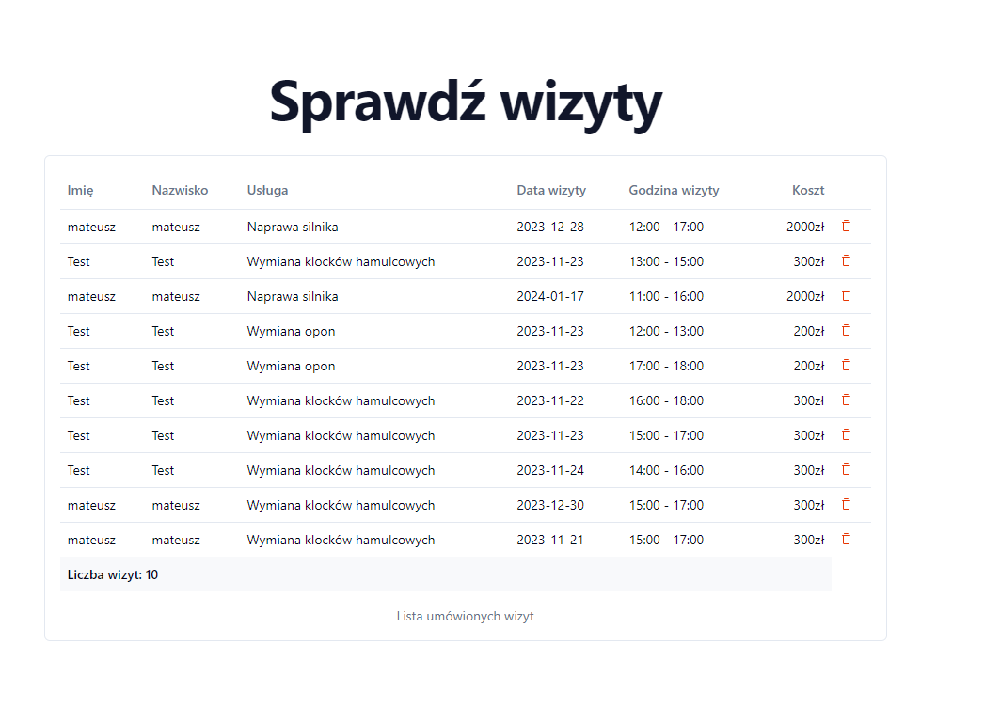 Sprawdź wizyty
Imię Nazwisko Usługa Data wizyty Godzina wizyty Koszt
mateusz mateusz Naprawa silnika 2023-12-28 12:00 - 17:00 2000zł
Test Test Wymiana klocków hamulcowych 2023-11-23 13:00 - 15:00 300zł
mateusz mateusz Naprawa silnika 2024-01-17 11:00 - 16:00 2000zł
Test Test Wymiana opon 2023-11-23 12:00 - 13:00 200zł
Test Test Wymiana opon 2023-11-23 17:00 - 18:00 200zł
Test Test Wymiana klocków hamulcowych 2023-11-22 16:00 - 18:00 300zł
Test Test Wymiana klocków hamulcowych 2023-11-23 15:00 - 17:00 300zł
Test Test Wymiana klocków hamulcowych 2023-11-24 14:00 - 16:00 300zł
mateusz mateusz Wymiana klocków hamulcowych 2023-12-30 15:00 - 17:00 300zł
mateusz mateusz Wymiana klocków hamulcowych 2023-11-21 15:00 - 17:00 300zł
Liczba wizyt: 10
Lista umówionych wizyt